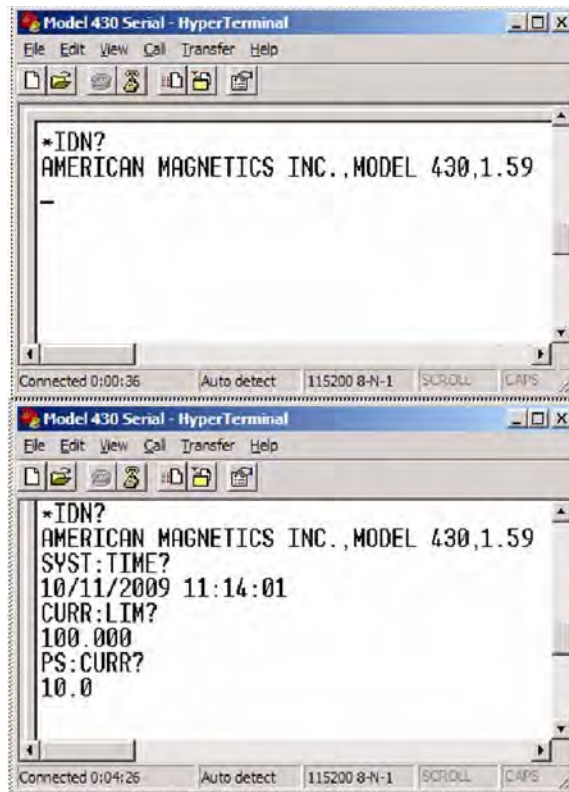 Model 430 Serial - HyperTerminal
File Edit View Call Transfer Help
*IDN?
AMERICAN MAGNETICS INC.,MODEL 430,1.59
Connected 0:00:36 Auto detect 115200 8-N-1 SCROLL CAPS
Model 430 Serial - HyperTerminal
File Edit View Call Transfer Help
*IDN?
AMERICAN MAGNETICS INC.,MODEL 430,1.59
SYST:TIME?
10/11/2009 11:14:01
CURR:LIM?
100.000
PS:CURR?
10.0
Connected 0:04:26 Auto detect 115200 8-N-1 SCROLL CAPS